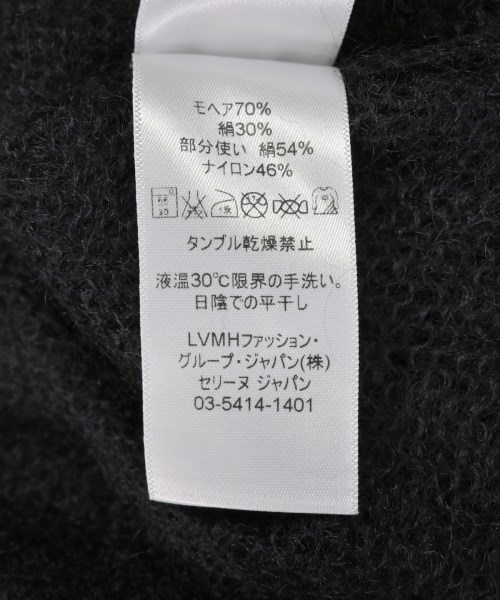 モヘア70%
絹30%
部分使い 絹54%
ナイロン46%
タンブル乾燥禁止
液温30℃限界の手洗い。
日陰での平干し
LVMHファッション・
グループ・ジャパン(株)
セリーヌ ジャパン
03-5414-1401